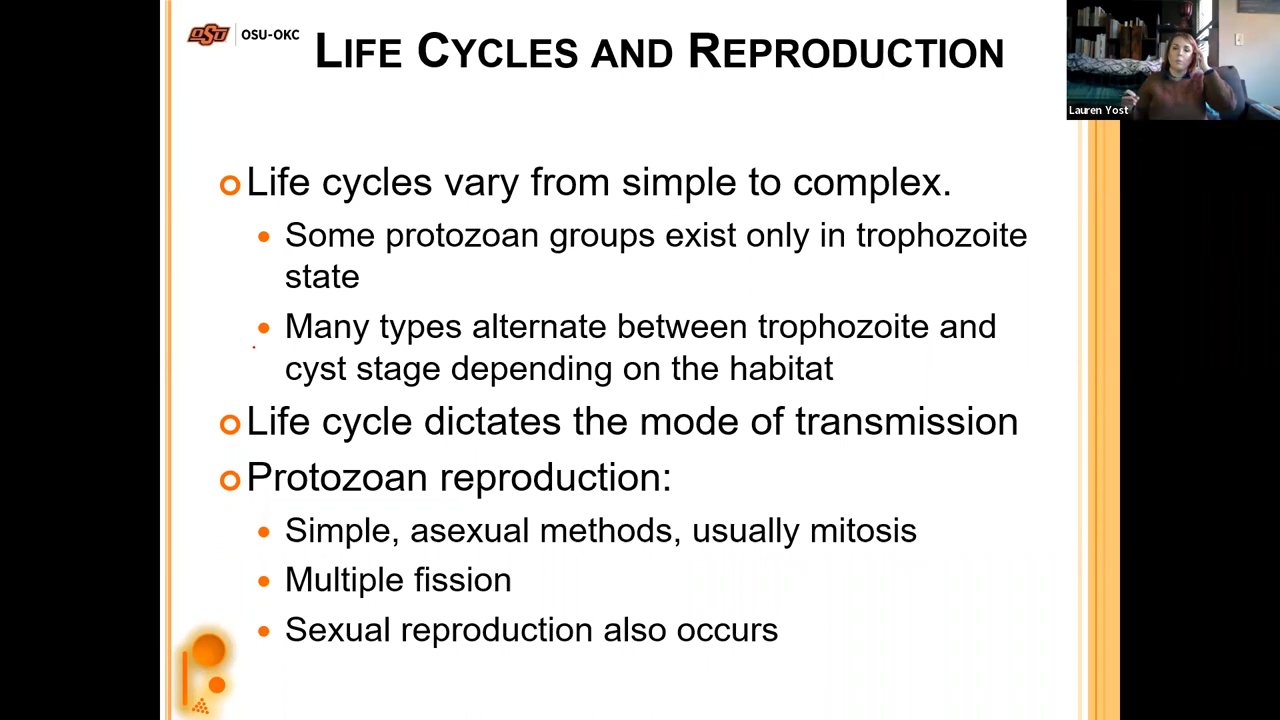 OSU OSU-OKC
LIFE CYCLES AND REPRODUCTION
Lauren Yost
Life cycles vary from simple to complex.
Some protozoan groups exist only in trophozoite
state
Many types alternate between trophozoite and
cyst stage depending on the habitat
Life cycle dictates the mode of transmission
Protozoan reproduction:
Simple, asexual methods, usually mitosis
Multiple fission
Sexual reproduction also occurs